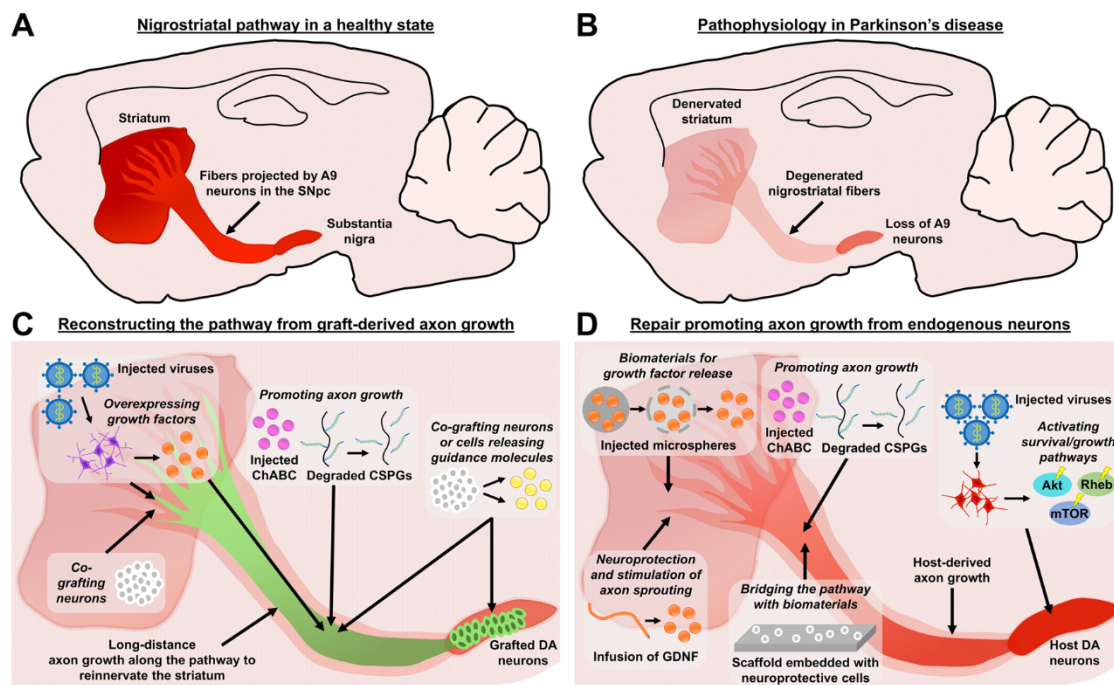 A
Nigrostriatal pathway in a healthy state
Striatum
Fibers projected by A9
neurons in the SNpc
Substantia
nigra
B
Pathophysiology in Parkinson's disease
Denervated
striatum
Degenerated
nigrostriatal fibers
Loss of A9
neurons
C
Reconstructing the pathway from graft-derived axon growth
Injected viruses
Overexpressing
growth factors
Promoting axon growth
Injected
ChABC
Degraded CSPGs
Co-grafting neurons
or cells releasing
guidance molecules
Co-
grafting
neurons
Long-distance
axon growth along the pathway to
reinnervate the striatum
Grafted DA
neurons
D
Repair promoting axon growth from endogenous neurons
Biomaterials for
growth factor release
Injected microspheres
Promoting axon growth
Injected
ChABC
Degraded CSPGs
Injected viruses
Activating
survival/growth
pathways
Akt
Rheb
mTOR
Neuroprotection
and stimulation of
axon sprouting
Infusion of GDNF
Bridging the pathway
with biomaterials
Scaffold embedded with
neuroprotective cells
Host-derived
axon growth
Host DA
neurons